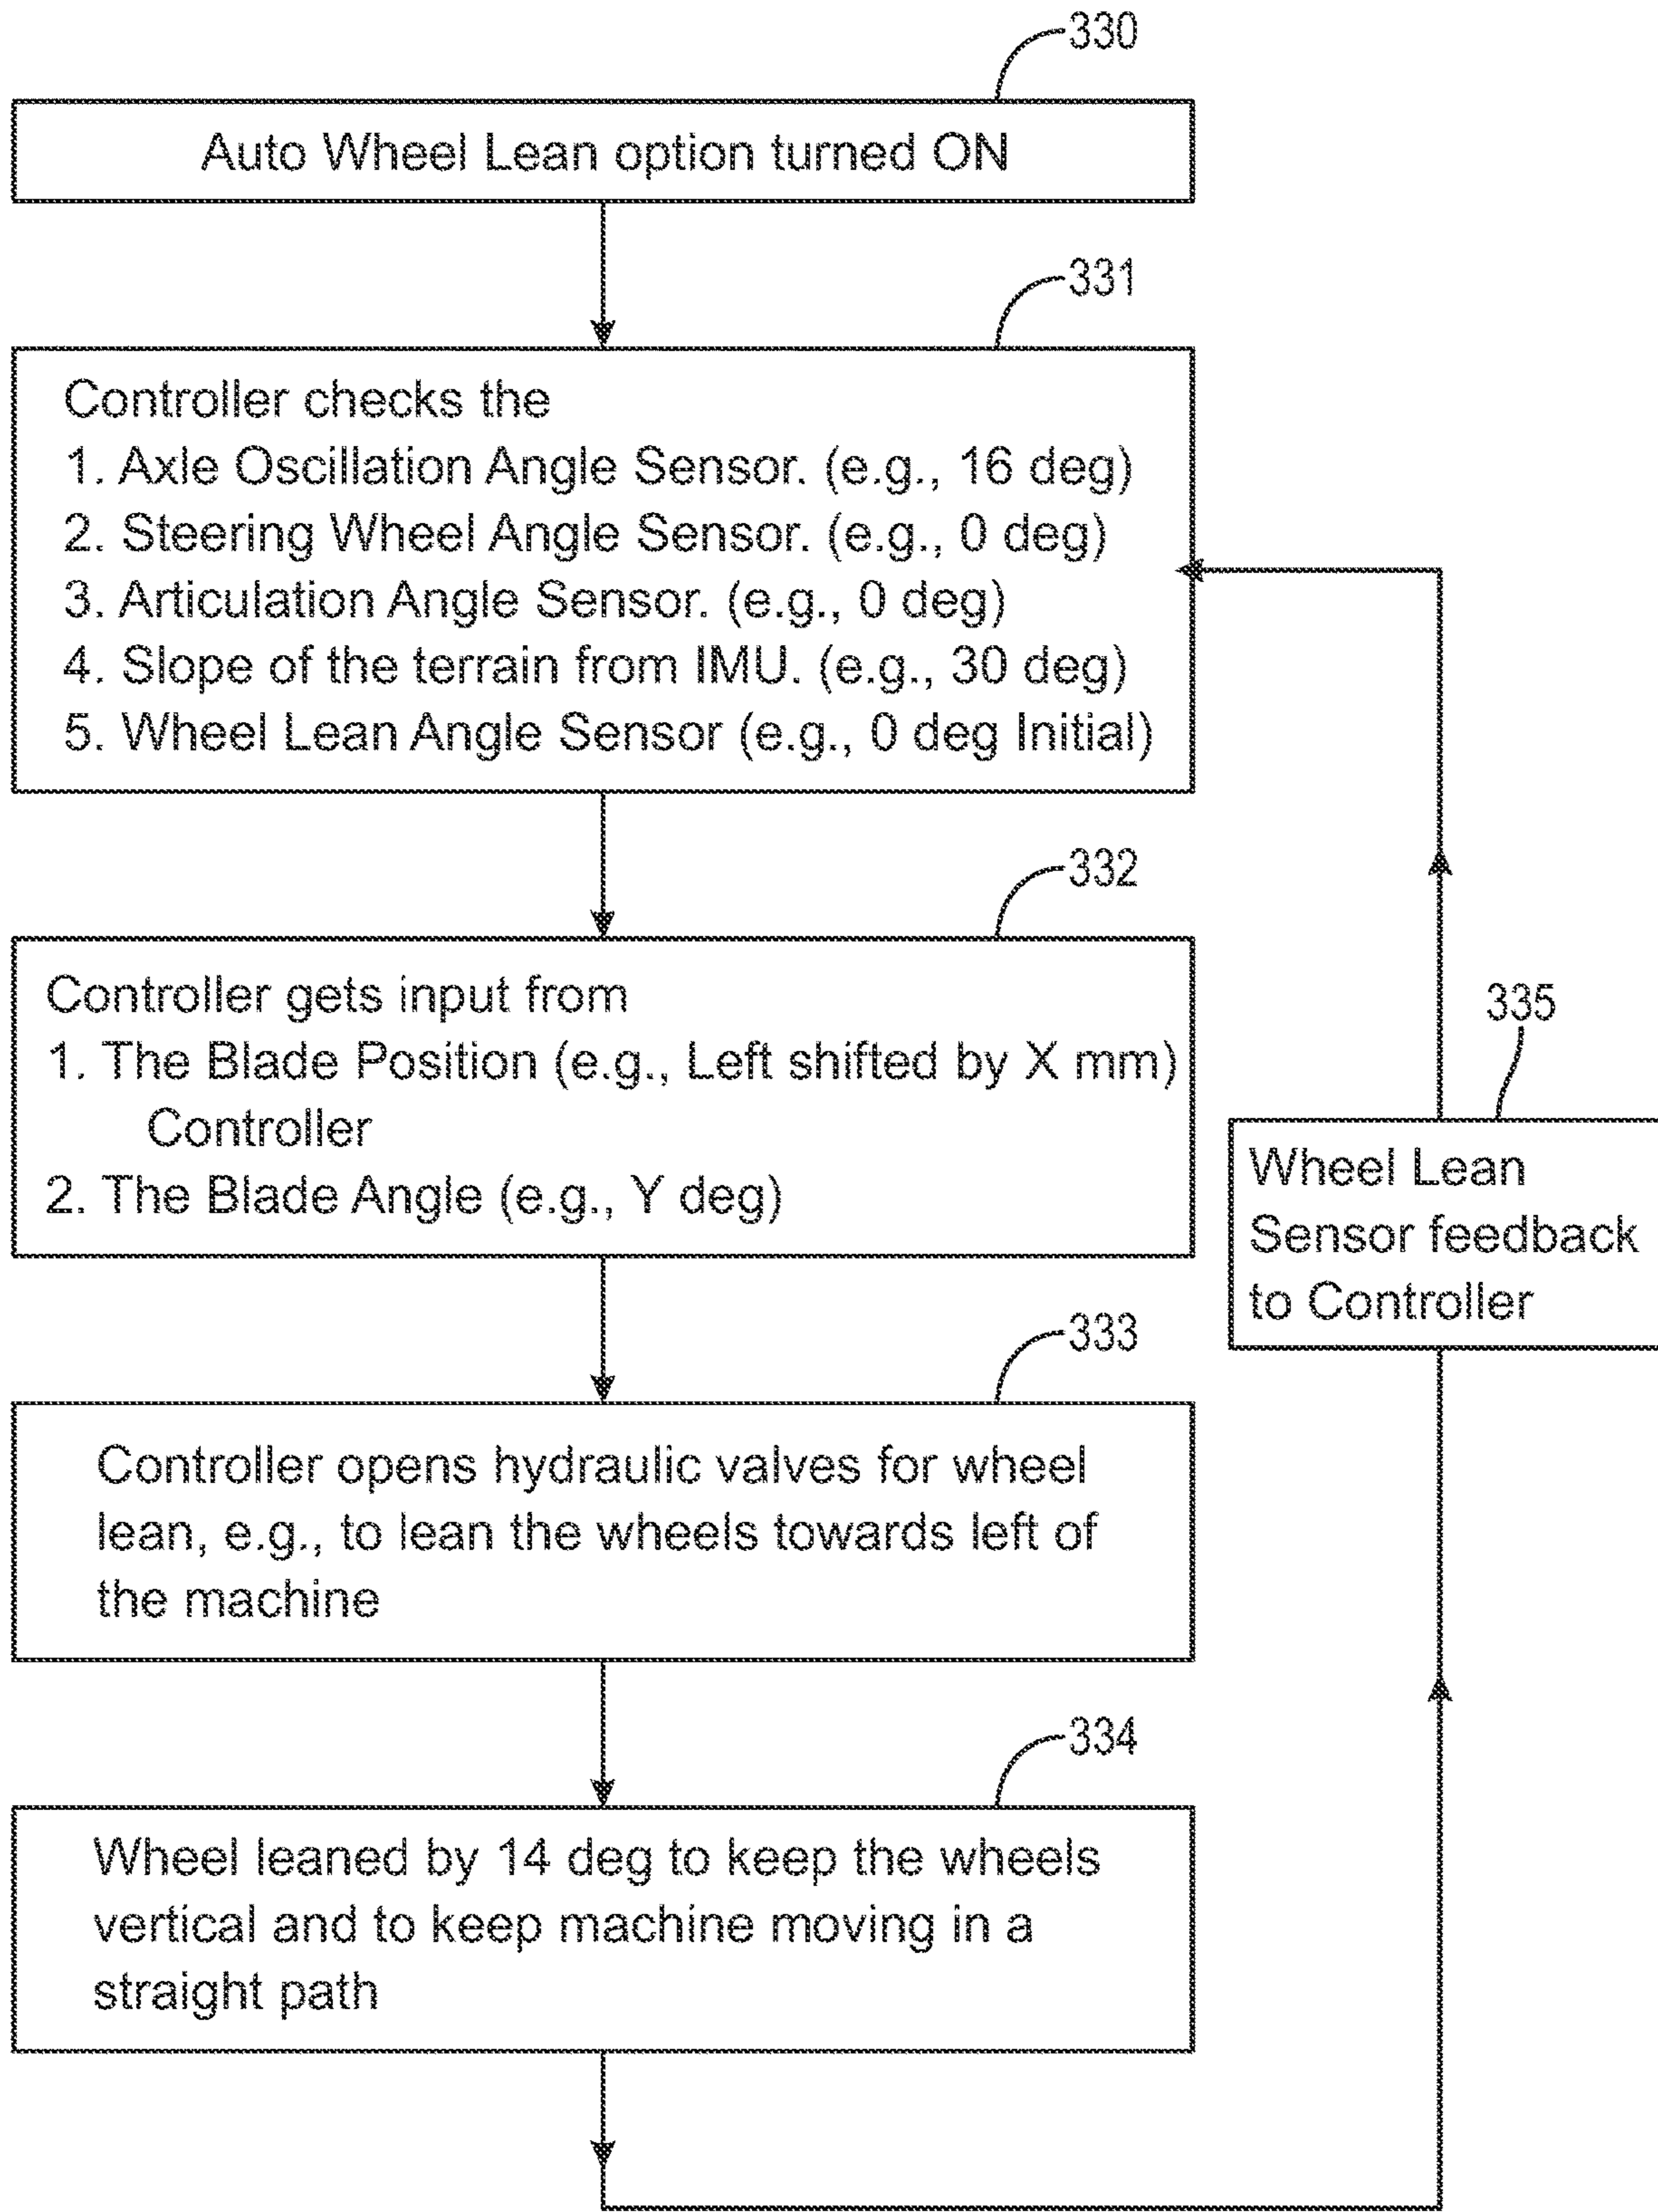 330
Auto Wheel Lean option turned ON
331
Controller checks the
1. Axle Oscillation Angle Sensor. (e.g., 16 deg)
2. Steering Wheel Angle Sensor. (e.g., 0 deg)
3. Articulation Angle Sensor. (e.g., 0 deg)
4. Slope of the terrain from IMU. (e.g., 30 deg)
5. Wheel Lean Angle Sensor (e.g., 0 deg Initial)
332
Controller gets input from
1. The Blade Position (e.g., Left shifted by X mm)
Controller
2. The Blade Angle (e.g., Y deg)
335
Wheel Lean
Sensor feedback
to Controller
333
Controller opens hydraulic valves for wheel
lean, e.g., to lean the wheels towards left of
the machine
334
Wheel leaned by 14 deg to keep the wheels
vertical and to keep machine moving in a
straight path